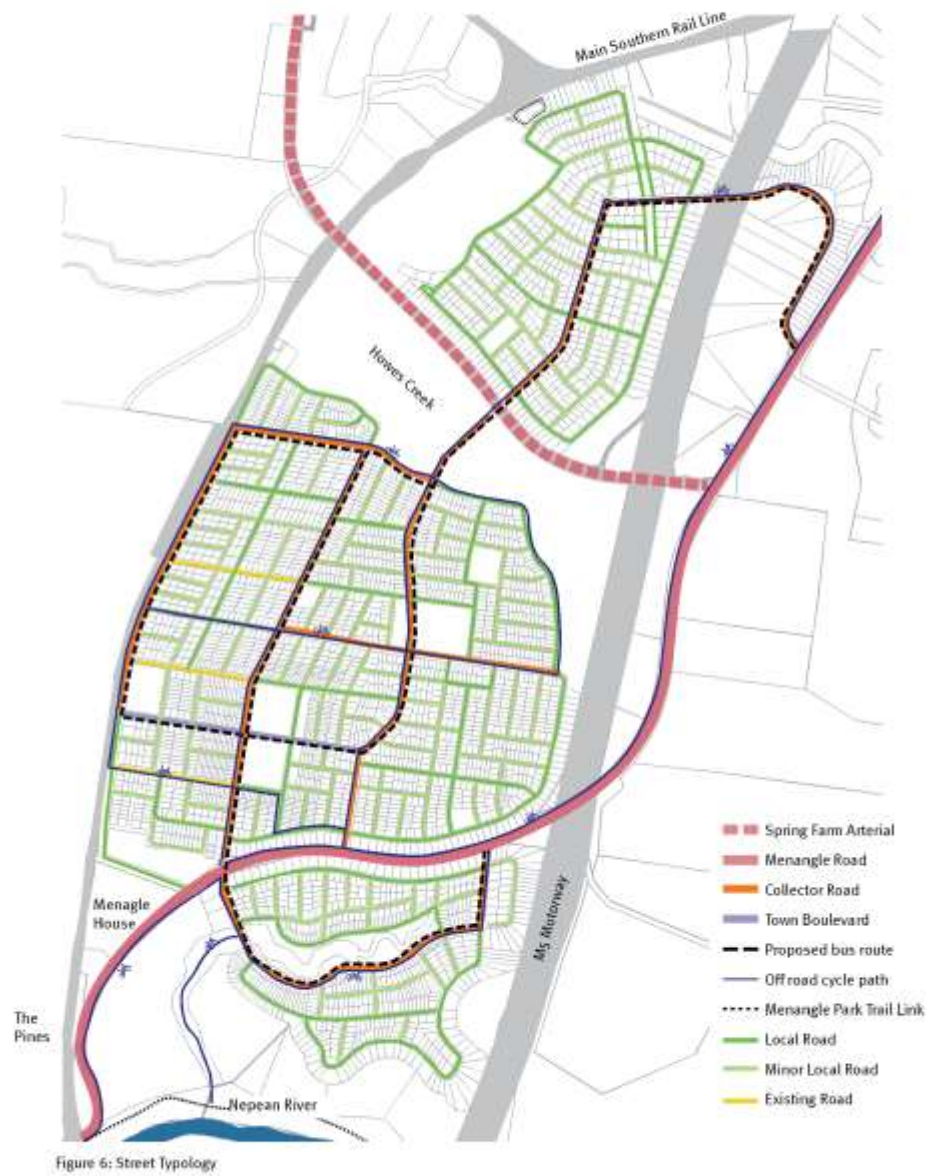 Main Southern Rail Line
Howes Creek
Menagle
House
The
Pines
M5 Motorway
Nepean River
Spring Farm Arterial
Menangle Road
Collector Road
Town Boulevard
Proposed bus route
Off road cycle path
Menangle Park Trail Link
Local Road
Minor Local Road
Existing Road
Figure 6: Street Typology